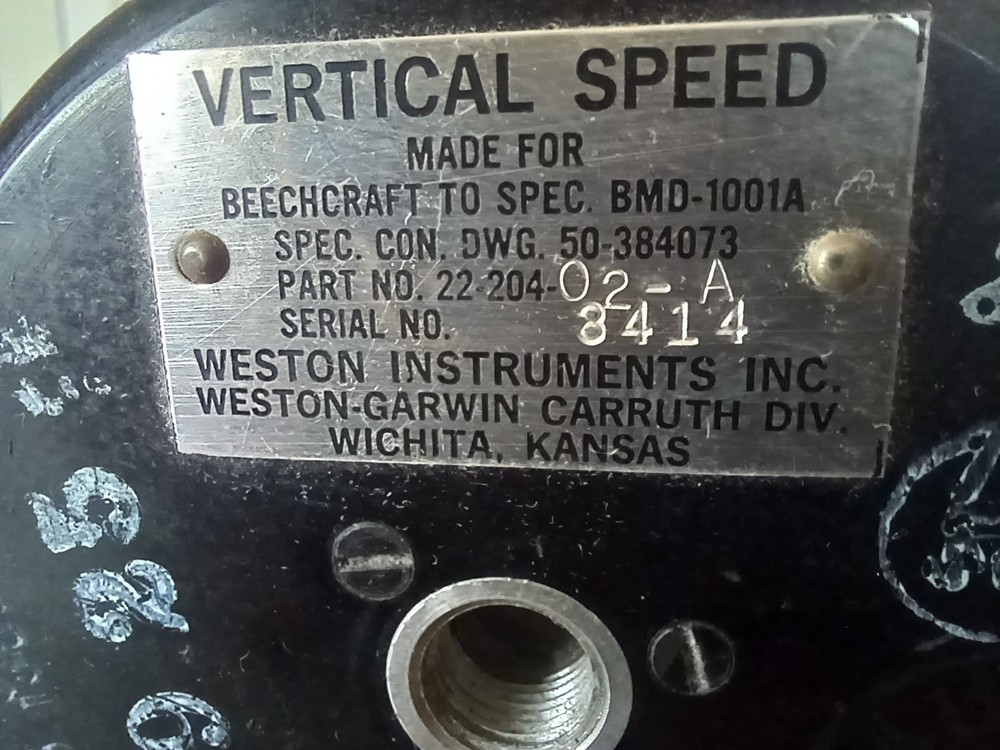 VERTICAL SPEED
MADE FOR
BEECHCRAFT TO SPEC. BMD-1001A
SPEC. CON. DWG. 50-384073
PART NO. 22-204-02-A
SERIAL NO. 8414
WESTON INSTRUMENTS INC.
WESTON-GARWIN CARRUTH DIV.
WICHITA, KANSAS